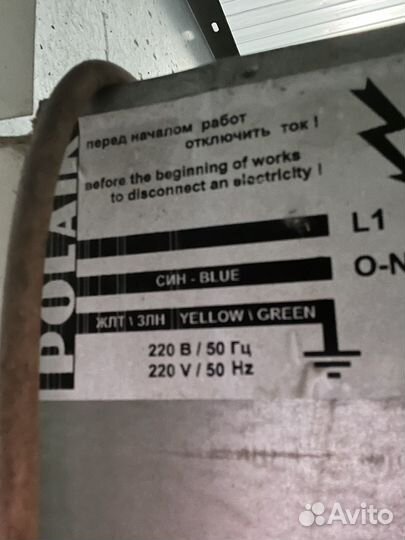 перед началом работ
отключить ток !
Before the beginning of works
to disconnect an electricity !
L1
СИН - BLUE
O-N
ЖЛТ \ ЗЛН YELLOW \ GREEN
220 В / 50 Гц
220 V / 50 Hz
Avito